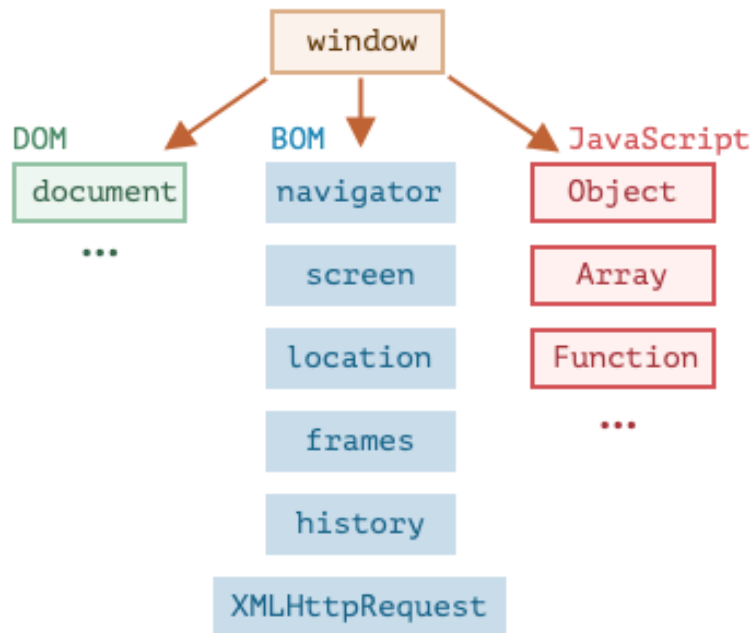 window
DOM
BOM
JavaScript
document
navigator
Object
...
screen
Array
location
Function
frames
...
history
XMLHttpRequest